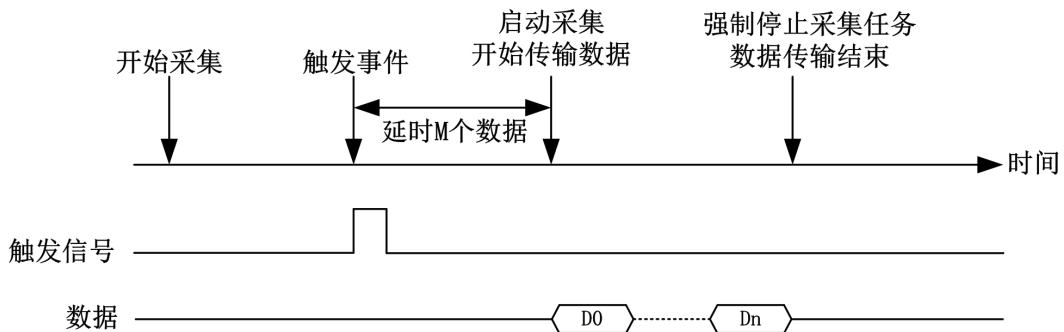 开始采集
触发事件
启动采集
开始传输数据
强制停止采集任务
数据传输结束
延时M个数据
时间
触发信号
数据
D0
Dn